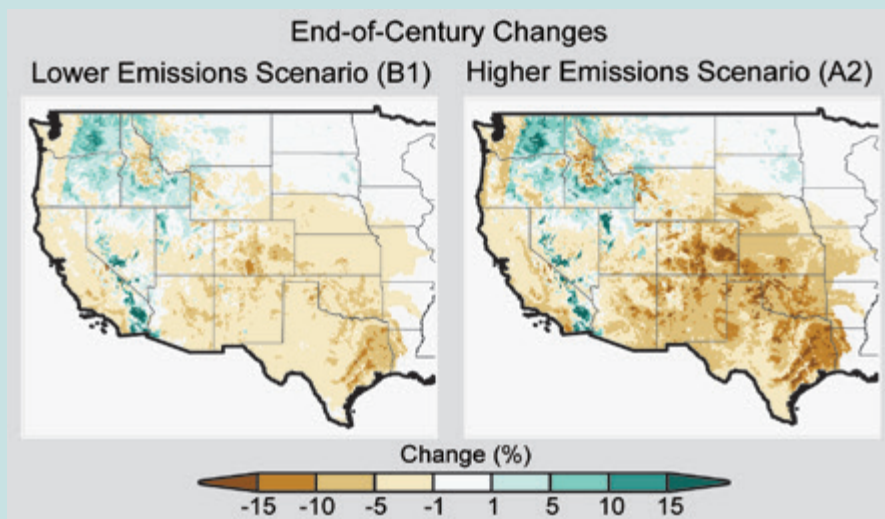 End-of-Century Changes
Lower Emissions Scenario (B1)
Higher Emissions Scenario (A2)
Change (%)
-15 -10 -5 -1 1 5 10 15